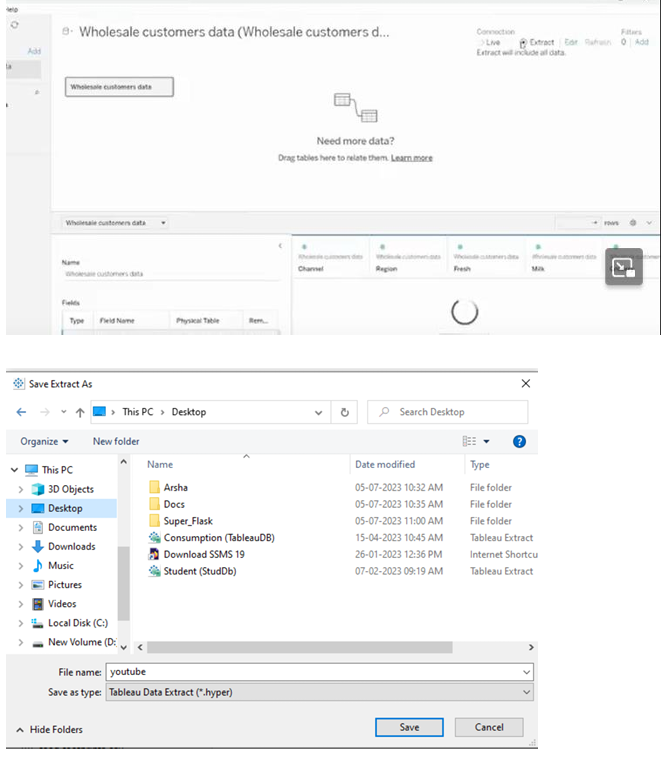 Help
Wholesale customers data (Wholesale customers d...
Connection
Live Extract Edit Refresh
Filters
0 Add
Extract will include all data.
Add
Wholesale customers data
Need more data?
Drag tables here to relate them. Learn more
Wholesale customers data
rows
Name
Wholesale customers data
Fields
Type Field Name Physical Table Rem...
Wholesale customers data Wholesale customers data Wholesale customers data Wholesale customers data
Channel Region Fresh Milk
Save Extract As
This PC > Desktop
Search Desktop
Organize New folder
This PC
3D Objects
Desktop
Documents
Downloads
Music
Pictures
Videos
Local Disk (C:)
New Volume (D:
Name Date modified Type
Arsha 05-07-2023 10:32 AM File folder
Docs 05-07-2023 10:35 AM File folder
Super_Flask 05-07-2023 11:00 AM File folder
Consumption (TableauDB) 15-04-2023 10:45 AM Tableau Extract
Download SSMS 19 26-01-2023 12:36 PM Internet Shortcu
Student (StudDb) 07-02-2023 09:19 AM Tableau Extract
File name: youtube
Save as type: Tableau Data Extract (*.hyper)
Hide Folders
Save Cancel